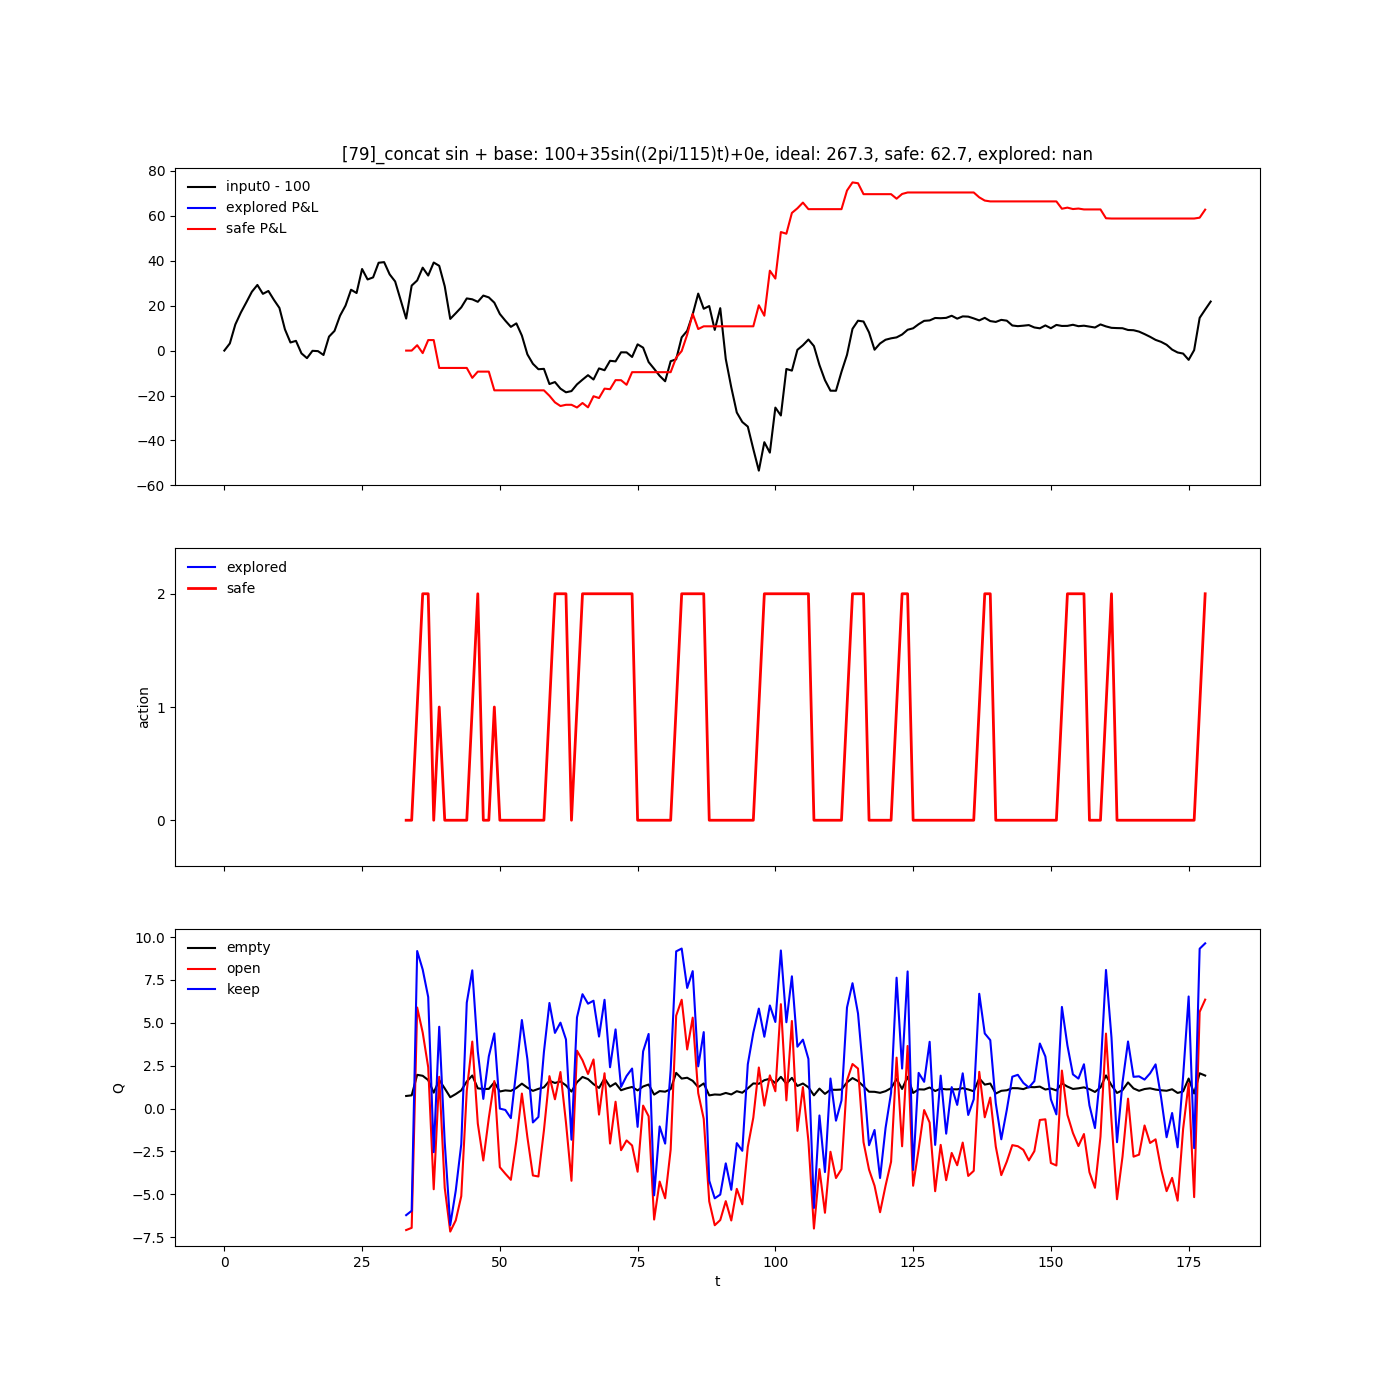 [79]_concat sin + base: 100+35sin((2pi/115)t)+0e, ideal: 267.3, safe: 62.7, explored: nan
80
60
40
20
0
−20
−40
−60
input0 - 100
explored P&L
safe P&L
2
1
0
action
explored
safe
10.0
7.5
5.0
2.5
0.0
−2.5
−5.0
−7.5
Q
empty
open
keep
0 25 50 75 100 125 150 175
t